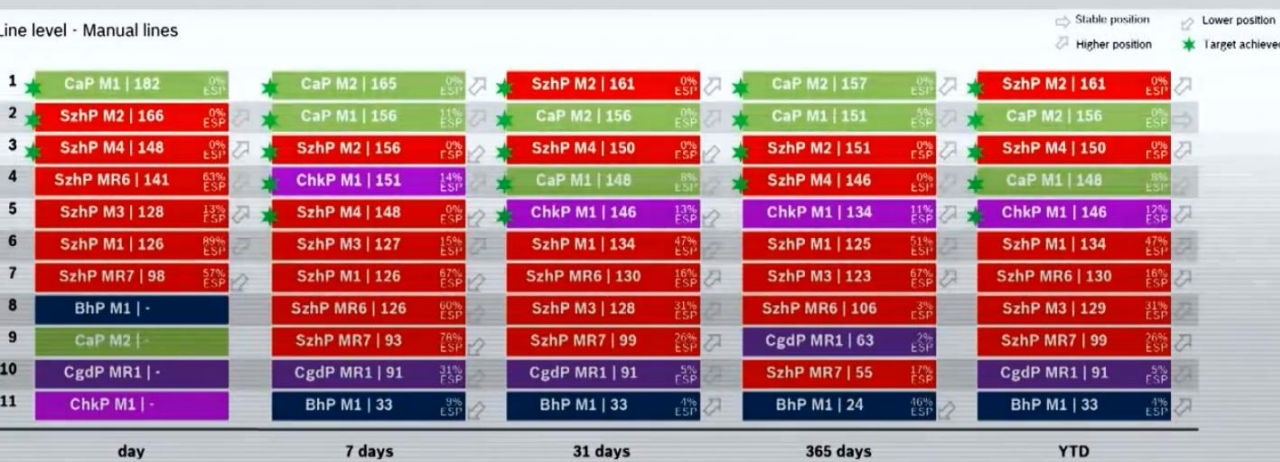 Line level - Manual lines
Stable position
Lower position
Higher position
Target achieve
1 CaP M1 | 182 0% ESP CaP M2 | 165 0% ESP SzhP M2 | 161 0% ESP CaP M2 | 157 0% ESP SzhP M2 | 161 0% ESP
2 SzhP M2 | 166 0% ESP CaP M1 | 156 11% ESP CaP M2 | 156 0% ESP CaP M1 | 151 5% ESP CaP M2 | 156 0% ESP
3 SzhP M4 | 148 0% ESP SzhP M2 | 156 0% ESP SzhP M4 | 150 0% ESP SzhP M2 | 151 0% ESP SzhP M4 | 150 0% ESP
4 SzhP MR6 | 141 63% ESP ChkP M1 | 151 14% ESP CaP M1 | 148 8% ESP SzhP M4 | 146 0% ESP CaP M1 | 148 8% ESP
5 SzhP M3 | 128 13% ESP SzhP M4 | 148 0% ESP ChkP M1 | 146 13% ESP ChkP M1 | 134 11% ESP ChkP M1 | 146 12% ESP
6 SzhP M1 | 126 89% ESP SzhP M3 | 127 15% ESP SzhP M1 | 134 47% ESP SzhP M1 | 125 51% ESP SzhP M1 | 134 47% ESP
7 SzhP MR7 | 98 57% ESP SzhP M1 | 126 67% ESP SzhP MR6 | 130 16% ESP SzhP M3 | 123 67% ESP SzhP MR6 | 130 16% ESP
8 BhP M1 | - SzhP MR6 | 126 60% ESP SzhP M3 | 128 31% ESP SzhP MR6 | 106 3% ESP SzhP M3 | 129 31% ESP
9 CaP M2 | - SzhP MR7 | 93 78% ESP SzhP MR7 | 99 26% ESP CgdP MR1 | 63 2% ESP SzhP MR7 | 99 26% ESP
10 CgdP MR1 | - CgdP MR1 | 91 31% ESP CgdP MR1 | 91 5% ESP SzhP MR7 | 55 17% ESP CgdP MR1 | 91 5% ESP
11 ChkP M1 | - BhP M1 | 33 9% ESP BhP M1 | 33 4% ESP BhP M1 | 24 46% ESP BhP M1 | 33 4% ESP
day 7 days 31 days 365 days YTD